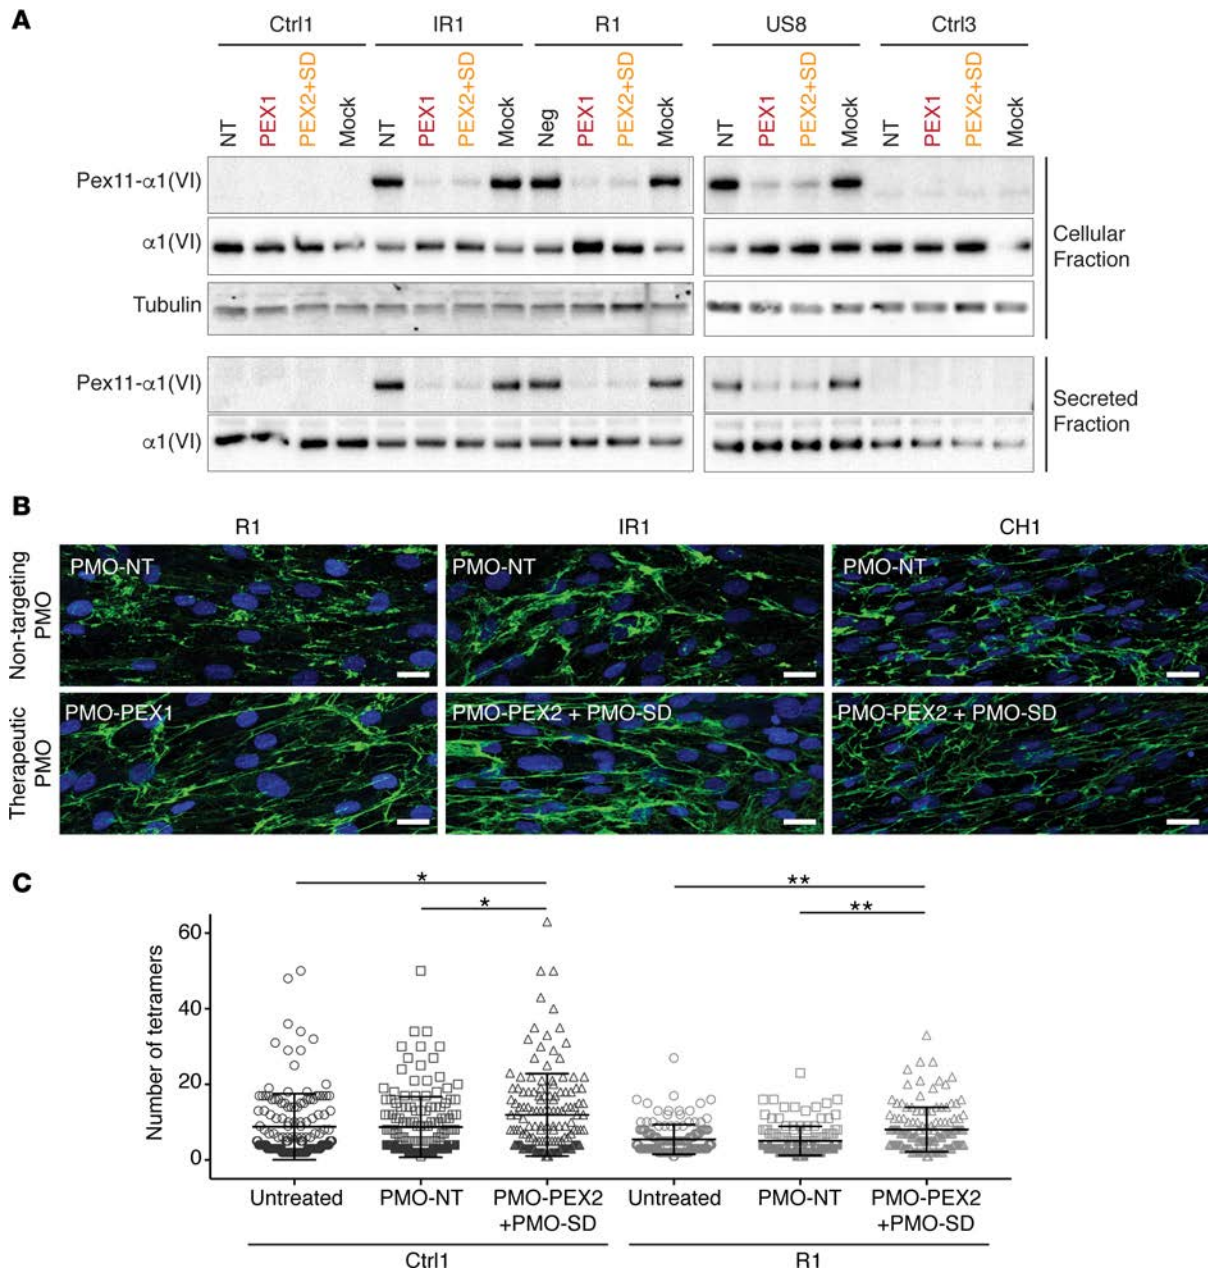 A
Ctrl1 IR1 R1 US8 Ctrl3
NT PEX1 PEX2+SD Mock NT PEX1 PEX2+SD Mock Neg PEX1 PEX2+SD Mock NT PEX1 PEX2+SD Mock NT PEX1 PEX2+SD Mock
Pex11-α1(VI)
α1(VI)
Tubulin
Cellular
Fraction
Pex11-α1(VI)
α1(VI)
Secreted
Fraction
B
R1 IR1 CH1
Non-targeting
PMO
PMO-NT PMO-NT PMO-NT
Therapeutic
PMO
PMO-PEX1 PMO-PEX2 + PMO-SD PMO-PEX2 + PMO-SD
C
* **
* **
Number of tetramers
60
40
20
0
Untreated PMO-NT PMO-PEX2 Untreated PMO-NT PMO-PEX2
+PMO-SD +PMO-SD
Ctrl1 R1